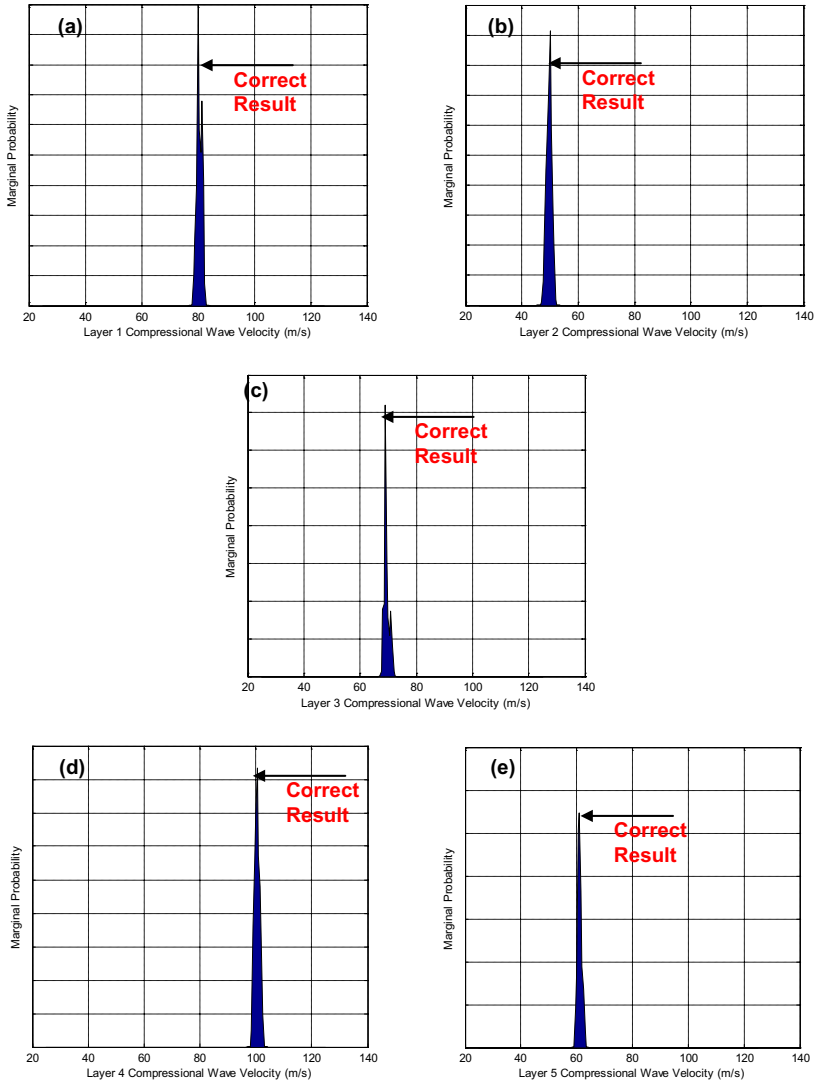 (a)
Correct
Result
Marginal Probability
20 40 60 80 100 120 140
Layer 1 Compressional Wave Velocity (m/s)
(b)
Correct
Result
Marginal Probability
20 40 60 80 100 120 140
Layer 2 Compressional Wave Velocity (m/s)
(c)
Correct
Result
Marginal Probability
20 40 60 80 100 120 140
Layer 3 Compressional Wave Velocity (m/s)
(d)
Correct
Result
Marginal Probability
20 40 60 80 100 120 140
Layer 4 Compressional Wave Velocity (m/s)
(e)
Correct
Result
Marginal Probability
20 40 60 80 100 120 140
Layer 5 Compressional Wave Velocity (m/s)